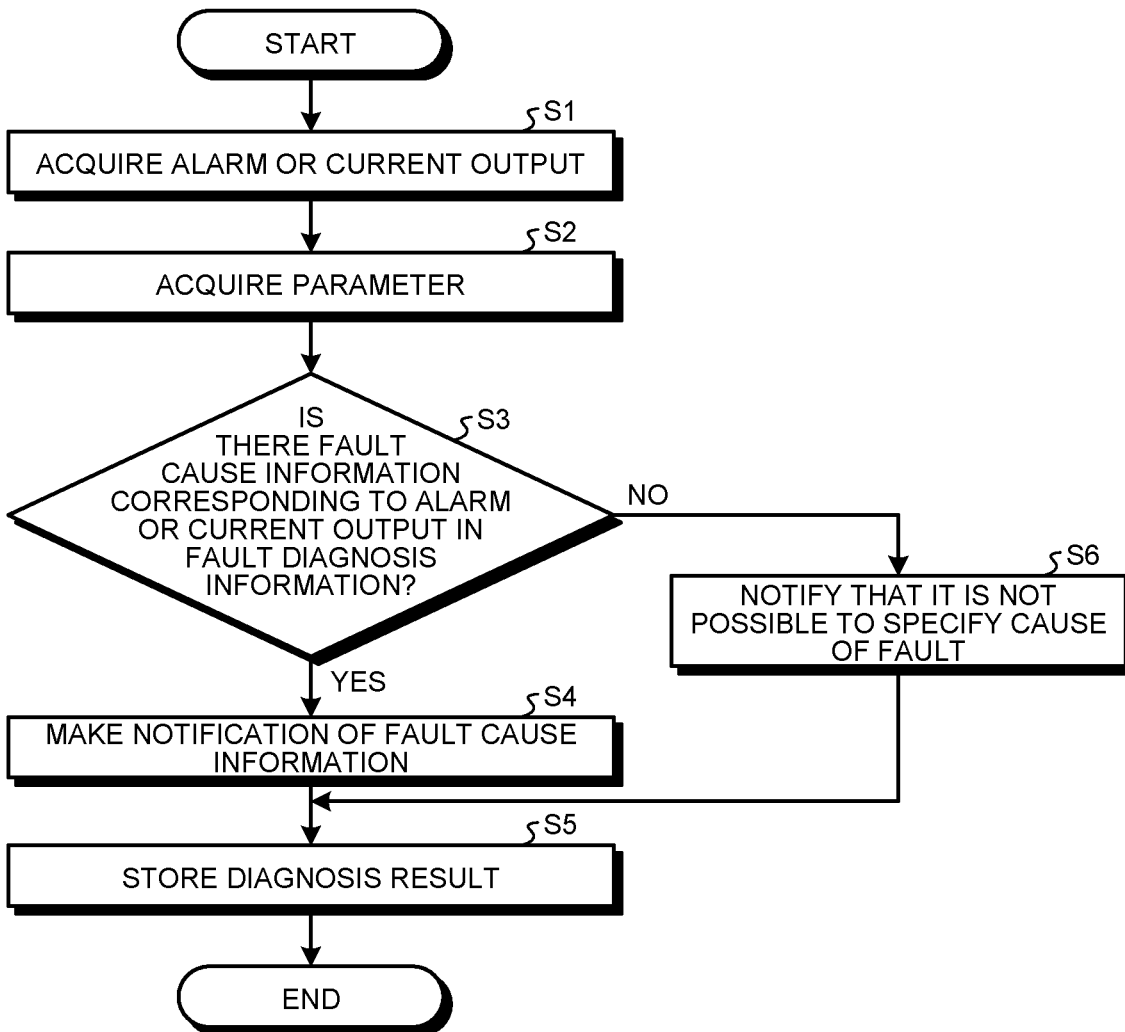 START
S1
ACQUIRE ALARM OR CURRENT OUTPUT
S2
ACQUIRE PARAMETER
S3
IS
THERE FAULT
CAUSE INFORMATION
CORRESPONDING TO ALARM
OR CURRENT OUTPUT IN
FAULT DIAGNOSIS
INFORMATION?
NO
S6
NOTIFY THAT IT IS NOT
POSSIBLE TO SPECIFY CAUSE
OF FAULT
YES
S4
MAKE NOTIFICATION OF FAULT CAUSE
INFORMATION
S5
STORE DIAGNOSIS RESULT
END